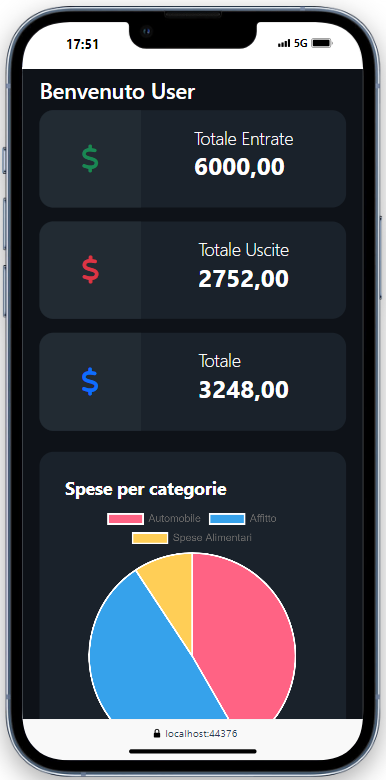 17:51
5G
Benvenuto User
$
Totale Entrate
6000,00
$
Totale Uscite
2752,00
$
Totale
3248,00
Spese per categorie
Automobile Affitto
Spese Alimentari
localhost:44376